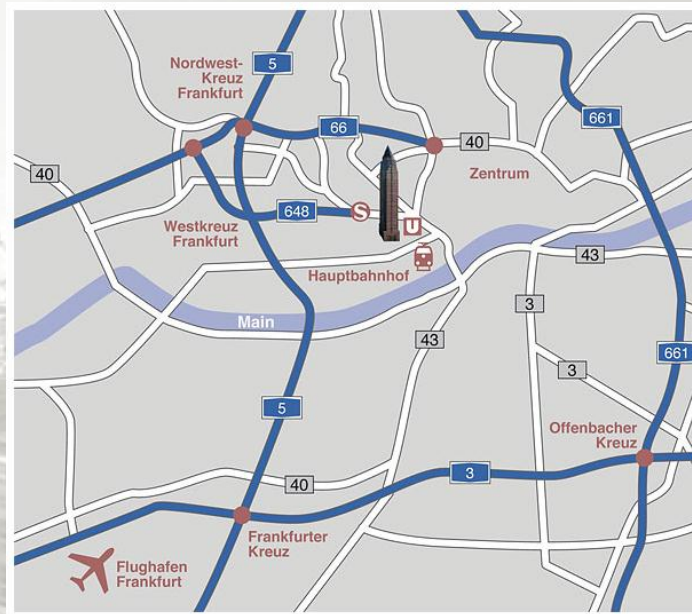 5
Nordwest-
Kreuz
Frankfurt
66
661
40
40
Zentrum
S
648
U
Westkreuz
Frankfurt
Hauptbahnhof
43
3
Main
43
661
3
5
Offenbacher
Kreuz
3
40
Frankfurter
Kreuz
Flughafen
Frankfurt